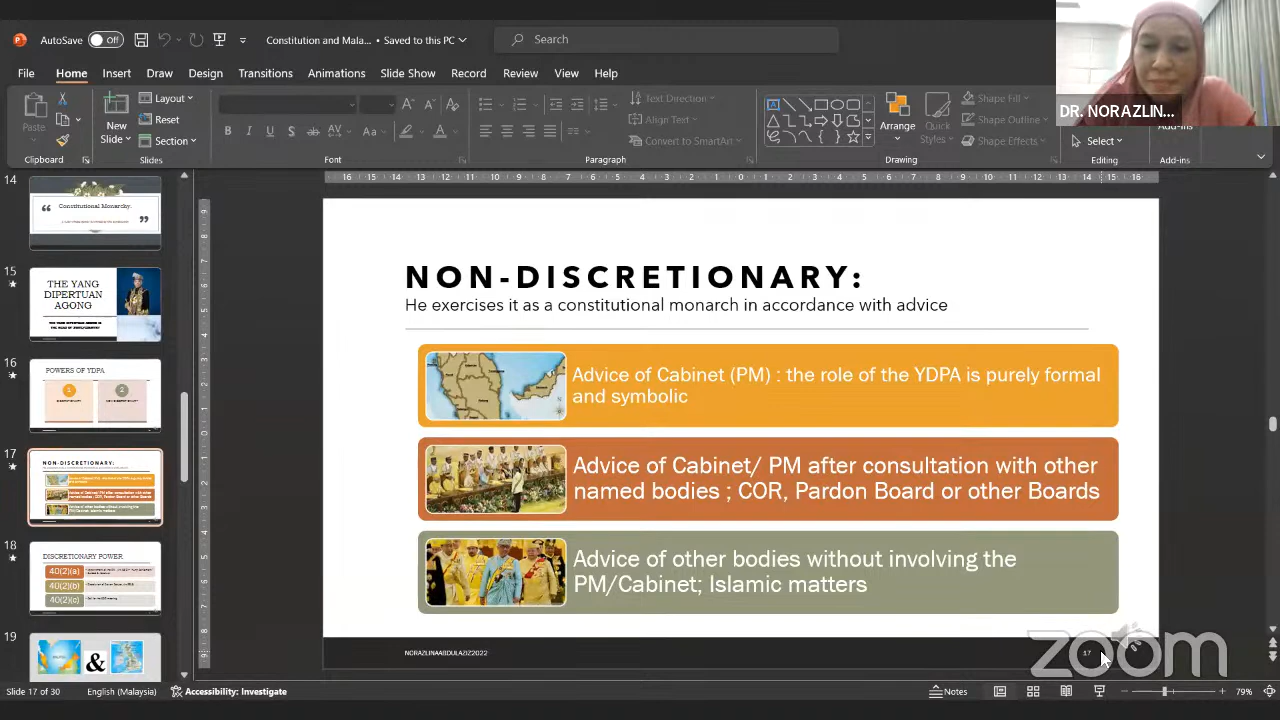 AutoSave
Off
Constitution and Mala... • Saved to this PC
Search
File Home Insert Draw Design Transitions Animations Slide Show Record Review View Help
Paste
Clipboard
New
Slide
Layout
Reset
Section
Slides
Font
Text Direction
Align Text
Convert to SmartArt
Paragraph
Arrange
Quick
Styles
Shape Fill
Shape Outline
Shape Effects
Drawing
Select
Editing
Add-ins
Add-ins
DR. NORAZLIN...
14
Constitutional Monarchy.
15
THE YANG
DIPERTUAN
AGONG
16
POWERS OF YDPA
17
NON-DISCRETIONARY:
18
DISCRETIONARY POWER
40(2)(a)
40(2)(b)
40(2)(c)
19
&
NON-DISCRETIONARY:
He exercises it as a constitutional monarch in accordance with advice
Advice of Cabinet (PM) : the role of the YDPA is purely formal
and symbolic
Advice of Cabinet/ PM after consultation with other
named bodies ; COR, Pardon Board or other Boards
Advice of other bodies without involving the
PM/Cabinet; Islamic matters
NORAZLINAABDULAZIZ2022
17
zoom
Slide 17 of 30 English (Malaysia) Accessibility: Investigate
Notes
79%